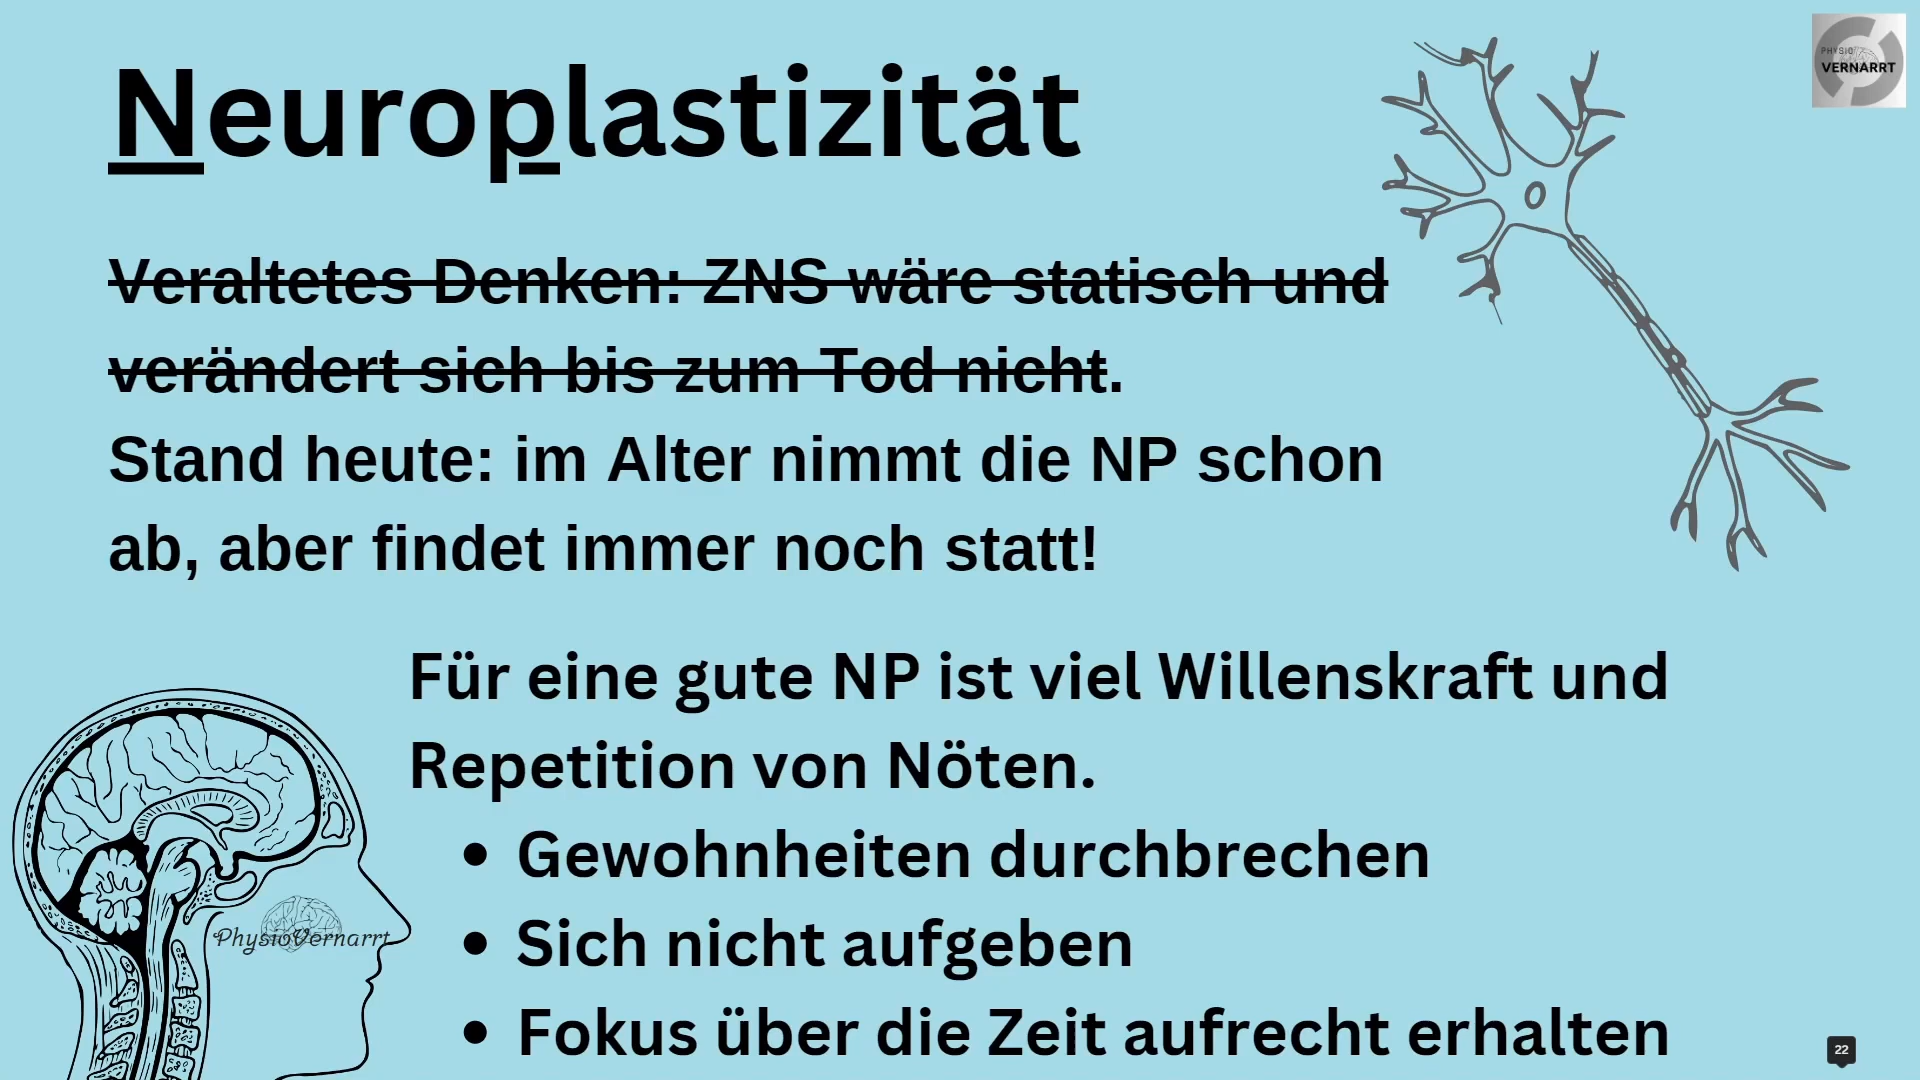 Neuroplastizität
PHYSIO
VERNARRT
Veraltetes Denken: ZNS wäre statisch und
verändert sich bis zum Tod nicht.
Stand heute: im Alter nimmt die NP schon
ab, aber findet immer noch statt!
Für eine gute NP ist viel Willenskraft und
Repetition von Nöten.
• Gewohnheiten durchbrechen
• Sich nicht aufgeben
• Fokus über die Zeit aufrecht erhalten
PhysioVernarrt
22